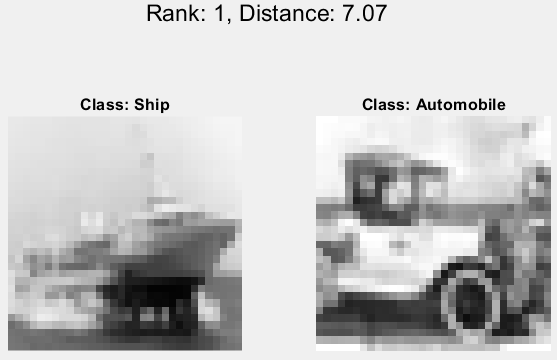 Rank: 1, Distance: 7.07
Class: Ship
Class: Automobile